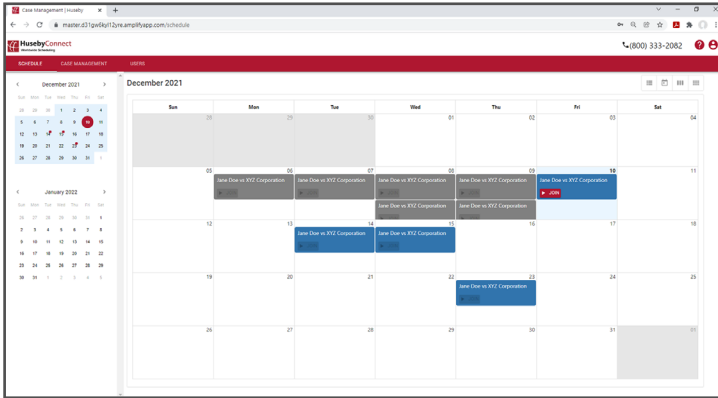 Case Management | Huseby
master.d31gw6kyl12yre.amplifyapp.com/schedule
HusebyConnect
(800) 333-2082
SCHEDULE CASE MANAGEMENT USERS
December 2021
Sun Mon Tue Wed Thu Fri Sat
28 29 30 1 2 3 4
5 6 7 8 9 10 11
12 13 14 15 16 17 18
19 20 21 22 23 24 25
26 27 28 29 30 31 1
January 2022
Sun Mon Tue Wed Thu Fri Sat
26 27 28 29 30 31 1
2 3 4 5 6 7 8
9 10 11 12 13 14 15
16 17 18 19 20 21 22
23 24 25 26 27 28 29
30 31 1 2 3 4 5
December 2021
Sun Mon Tue Wed Thu Fri Sat
28 29 30 01 02 03 04
05 06 07 08 09 10 11
Jane Doe vs XYZ Corporation Jane Doe vs XYZ Corporation Jane Doe vs XYZ Corporation Jane Doe vs XYZ Corporation Jane Doe vs XYZ Corporation
JOIN JOIN JOIN JOIN JOIN
Jane Doe vs XYZ Corporation Jane Doe vs XYZ Corporation
12 13 14 15 16 17 18
Jane Doe vs XYZ Corporation Jane Doe vs XYZ Corporation
JOIN JOIN
19 20 21 22 23 24 25
Jane Doe vs XYZ Corporation
JOIN
26 27 28 29 30 31 01